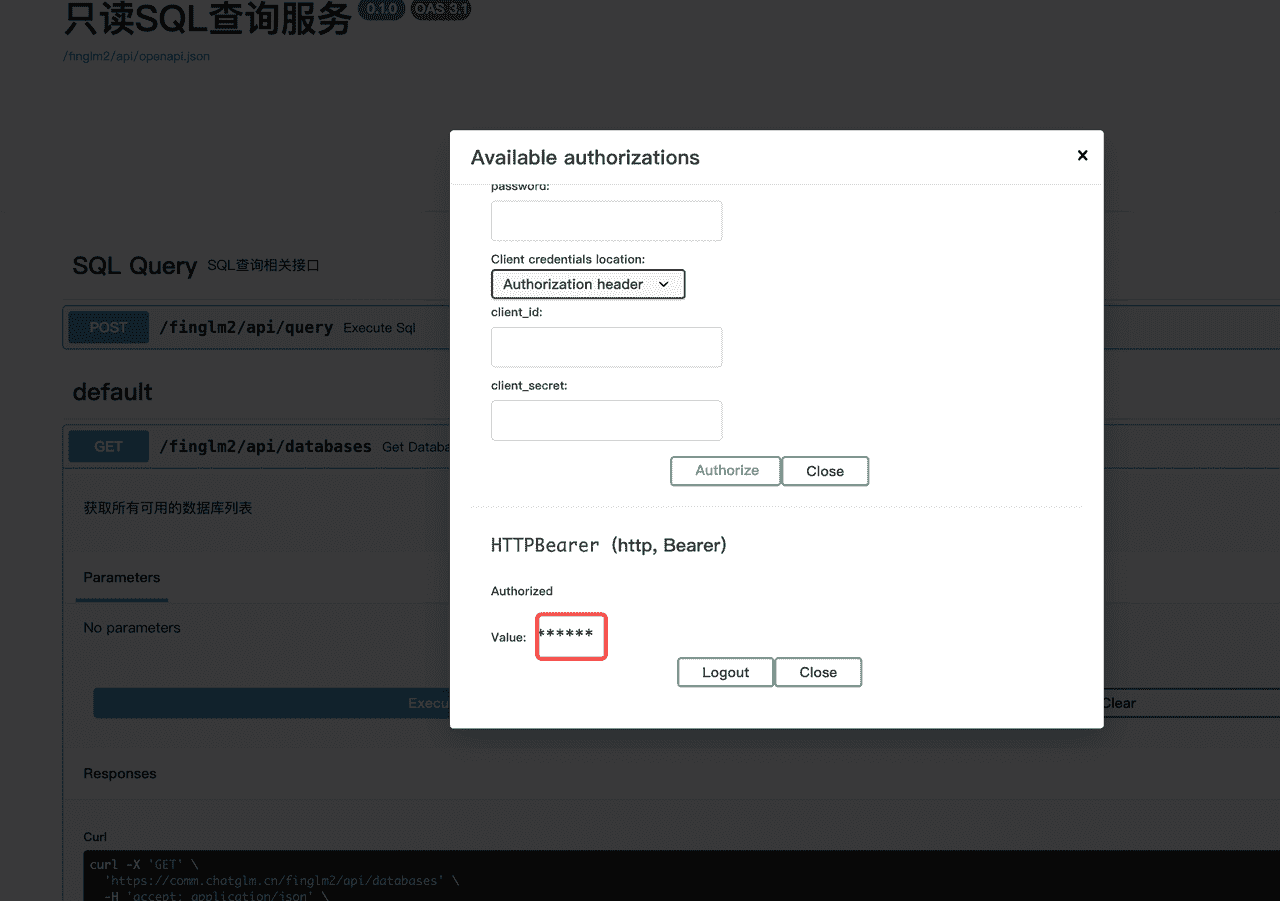 只读SQL查询服务 0.1.0 OAS 3.1
/finglm2/api/openapi.json
Available authorizations
password:
Client credentials location:
Authorization header
client_id:
client_secret:
Authorize Close
HTTPBearer (http, Bearer)
Authorized
Value: ******
Logout Close
SQL Query SQL查询相关接口
POST /finglm2/api/query Execute Sql
default
GET /finglm2/api/databases Get Databa
获取所有可用的数据库列表
Parameters
No parameters
Execu
Clear
Responses
Curl
curl -X 'GET' \
'https://comm.chatglm.cn/finglm2/api/databases' \
-H 'accept: application/json' \